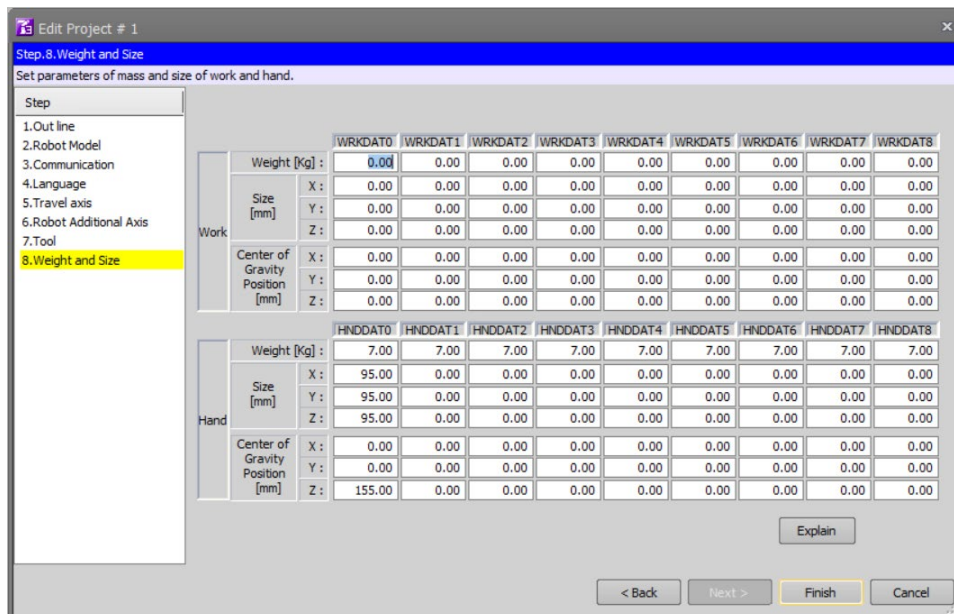 Edit Project # 1
Step.8.Weight and Size
Set parameters of mass and size of work and hand.
Step
1.Out line
2.Robot Model
3.Communication
4.Language
5.Travel axis
6.Robot Additional Axis
7.Tool
8.Weight and Size
WRKDAT0 WRKDAT1 WRKDAT2 WRKDAT3 WRKDAT4 WRKDAT5 WRKDAT6 WRKDAT7 WRKDAT8
Work
Weight [Kg] : 0.00 0.00 0.00 0.00 0.00 0.00 0.00 0.00 0.00
Size
[mm]
X : 0.00 0.00 0.00 0.00 0.00 0.00 0.00 0.00 0.00
Y : 0.00 0.00 0.00 0.00 0.00 0.00 0.00 0.00 0.00
Z : 0.00 0.00 0.00 0.00 0.00 0.00 0.00 0.00 0.00
Center of
Gravity
Position
[mm]
X : 0.00 0.00 0.00 0.00 0.00 0.00 0.00 0.00 0.00
Y : 0.00 0.00 0.00 0.00 0.00 0.00 0.00 0.00 0.00
Z : 0.00 0.00 0.00 0.00 0.00 0.00 0.00 0.00 0.00
HNDDAT0 HNDDAT1 HNDDAT2 HNDDAT3 HNDDAT4 HNDDAT5 HNDDAT6 HNDDAT7 HNDDAT8
Hand
Weight [Kg] : 7.00 7.00 7.00 7.00 7.00 7.00 7.00 7.00 7.00
Size
[mm]
X : 95.00 0.00 0.00 0.00 0.00 0.00 0.00 0.00 0.00
Y : 95.00 0.00 0.00 0.00 0.00 0.00 0.00 0.00 0.00
Z : 95.00 0.00 0.00 0.00 0.00 0.00 0.00 0.00 0.00
Center of
Gravity
Position
[mm]
X : 0.00 0.00 0.00 0.00 0.00 0.00 0.00 0.00 0.00
Y : 0.00 0.00 0.00 0.00 0.00 0.00 0.00 0.00 0.00
Z : 155.00 0.00 0.00 0.00 0.00 0.00 0.00 0.00 0.00
Explain
< Back Next > Finish Cancel